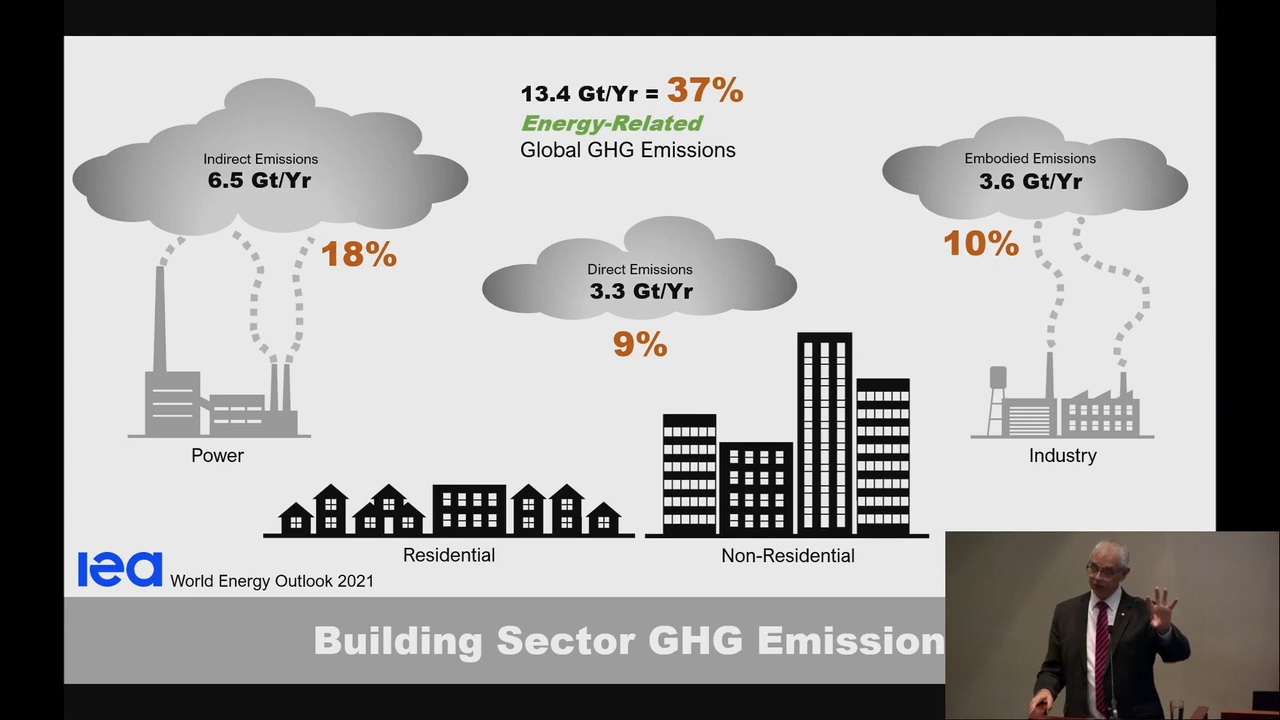 13.4 Gt/Yr = 37%
Energy-Related
Global GHG Emissions
Indirect Emissions
6.5 Gt/Yr
18%
Direct Emissions
3.3 Gt/Yr
9%
Embodied Emissions
3.6 Gt/Yr
10%
Power
Industry
Residential
Non-Residential
iea World Energy Outlook 2021
Building Sector GHG Emission